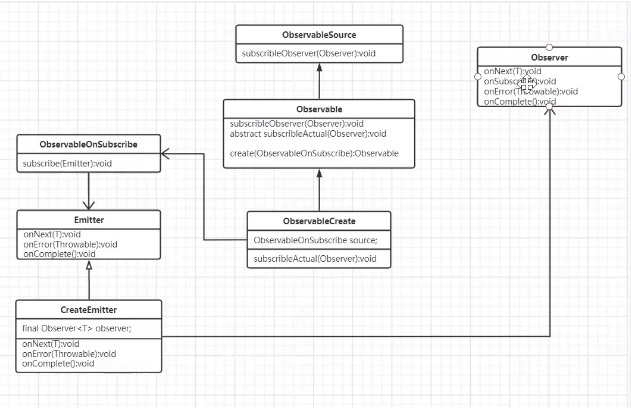 ObservableSource
subscribleObserver(Observer):void
Observer
onNext(T):void
onError(Throwable):void
onComplete():void
Observable
subscribleObserver(Observer):void
abstract subscribleActual(Observer):void
create(ObservableOnSubscribe):Observable
ObservableOnSubscribe
subscribe(Emitter):void
Emitter
onNext(T):void
onError(Throwable):void
onComplete():void
ObservableCreate
ObservableOnSubscribe source;
subscribleActual(Observer):void
CreateEmitter
final Observer<T> observer;
onNext(T):void
onError(Throwable):void
onComplete():void